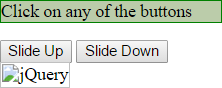 Click on any of the buttons
Slide Up Slide Down
jQuery